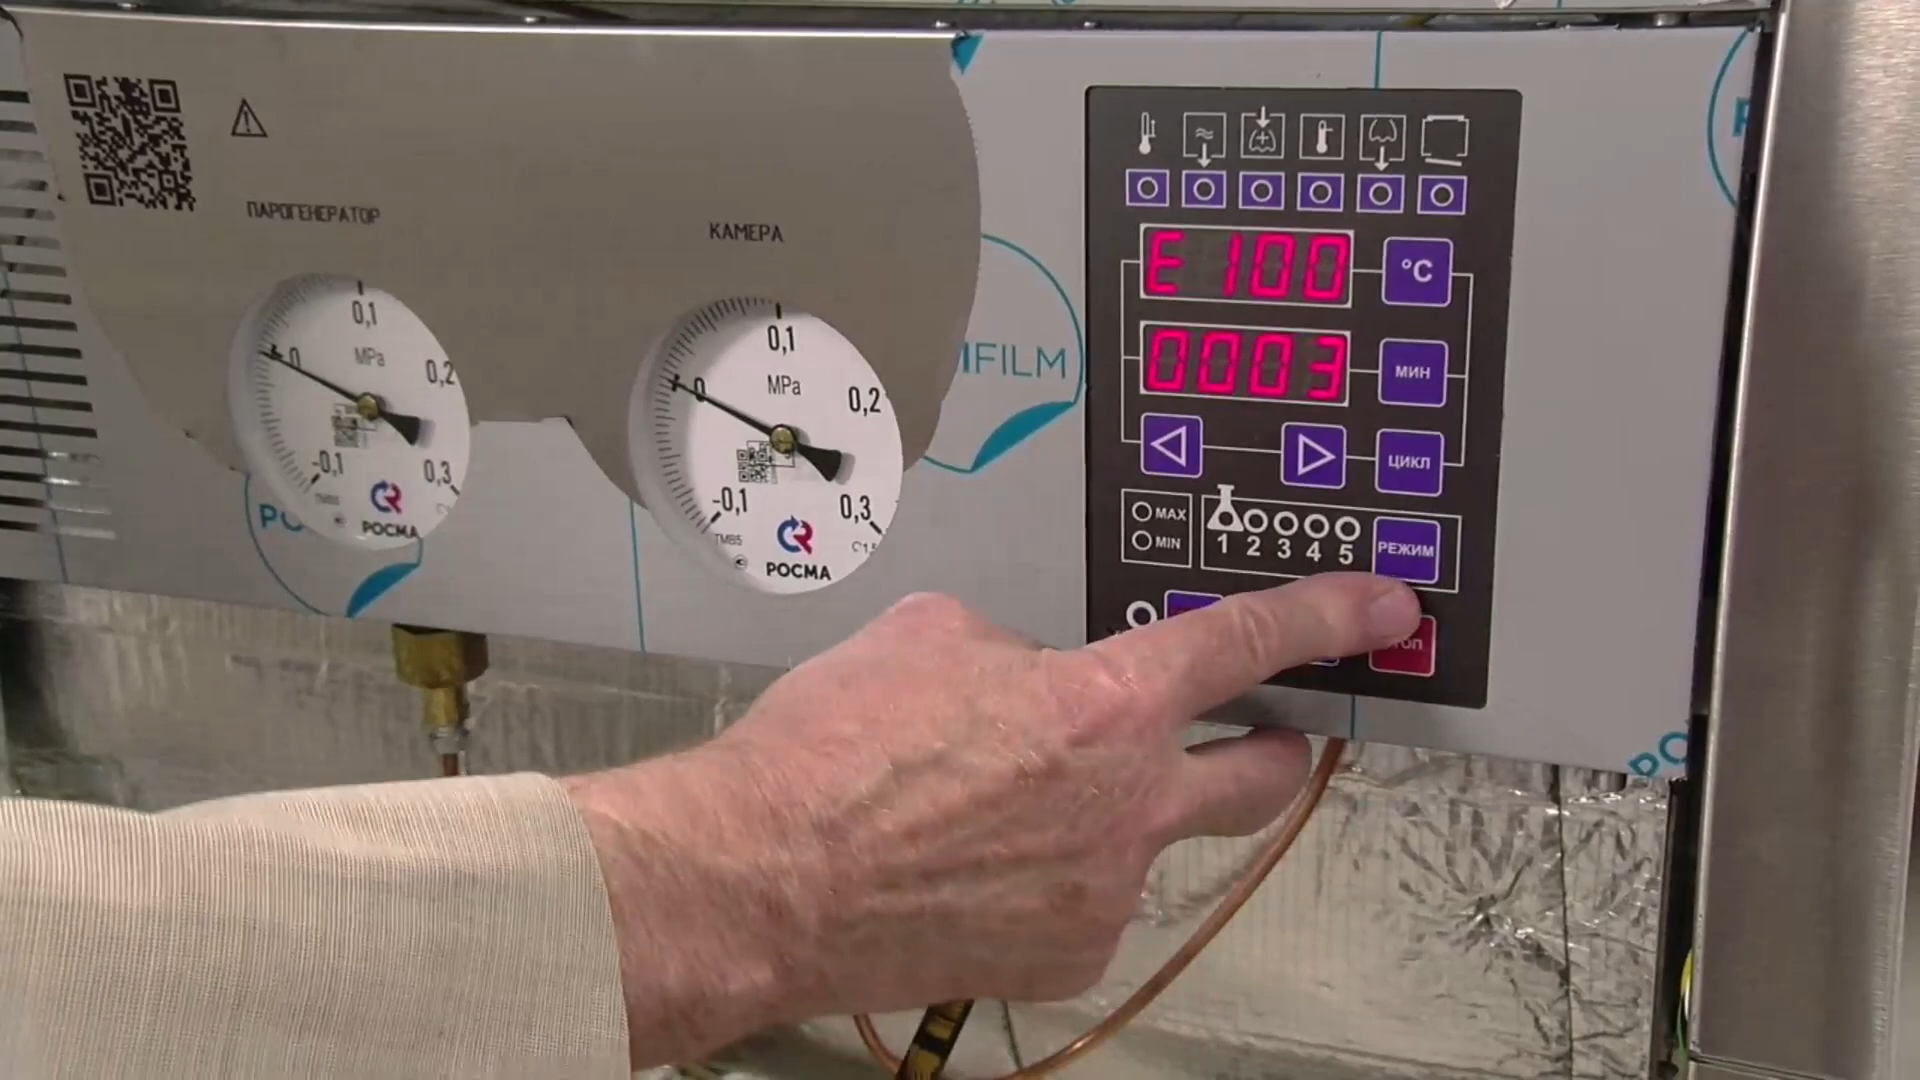 ПАРОГЕНЕРАТОР
0,1
0
MPa
0,2
-0,1
0,3
РОСМА
КАМЕРА
0,1
0
MPa
0,2
-0,1
0,3
ТМВ5
РОСМА
FILM
E 100
°C
0003
МИН
ЦИКЛ
MAX
MIN
1 2 3 4 5
РЕЖИМ